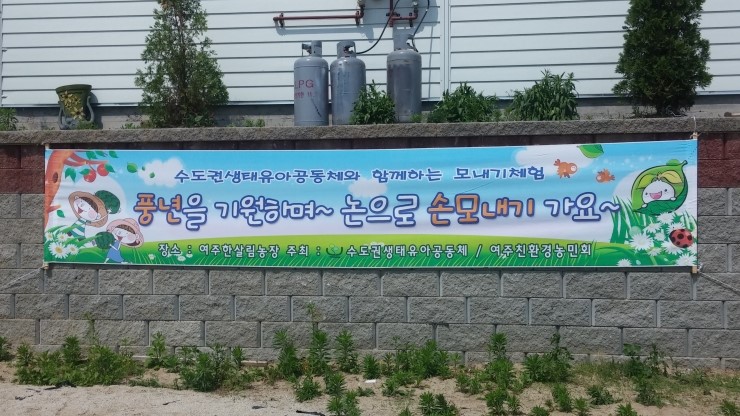 LPG
수도권생태유아공동체와 함께하는 모내기체험
풍년을 기원하며~ 논으로 손모내기 가요~
장소 : 여주한살림농장 주최 : 수도권생태유아공동체 / 여주친환경농민회